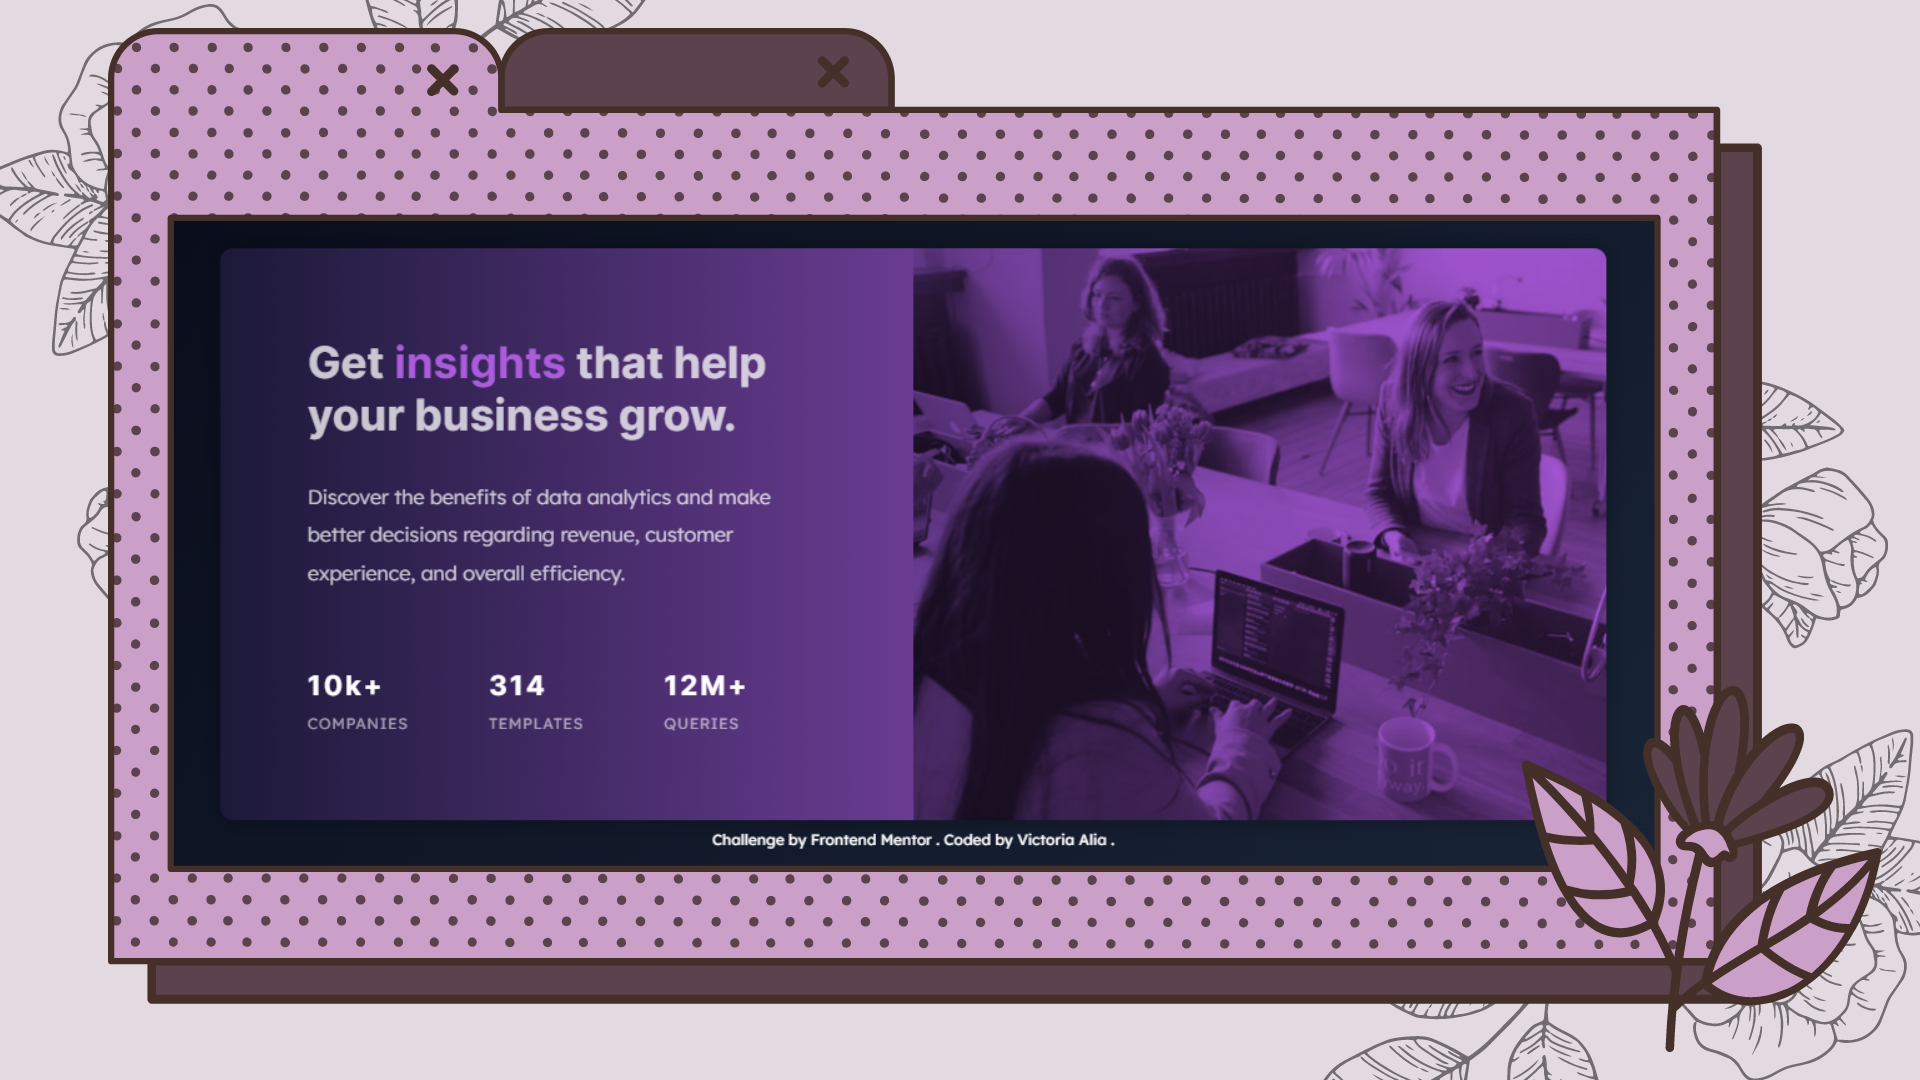 Get insights that help
your business grow.
Discover the benefits of data analytics and make
better decisions regarding revenue, customer
experience, and overall efficiency.
10k+ 314 12M+
COMPANIES TEMPLATES QUERIES
it
way
Challenge by Frontend Mentor . Coded by Victoria Alia .